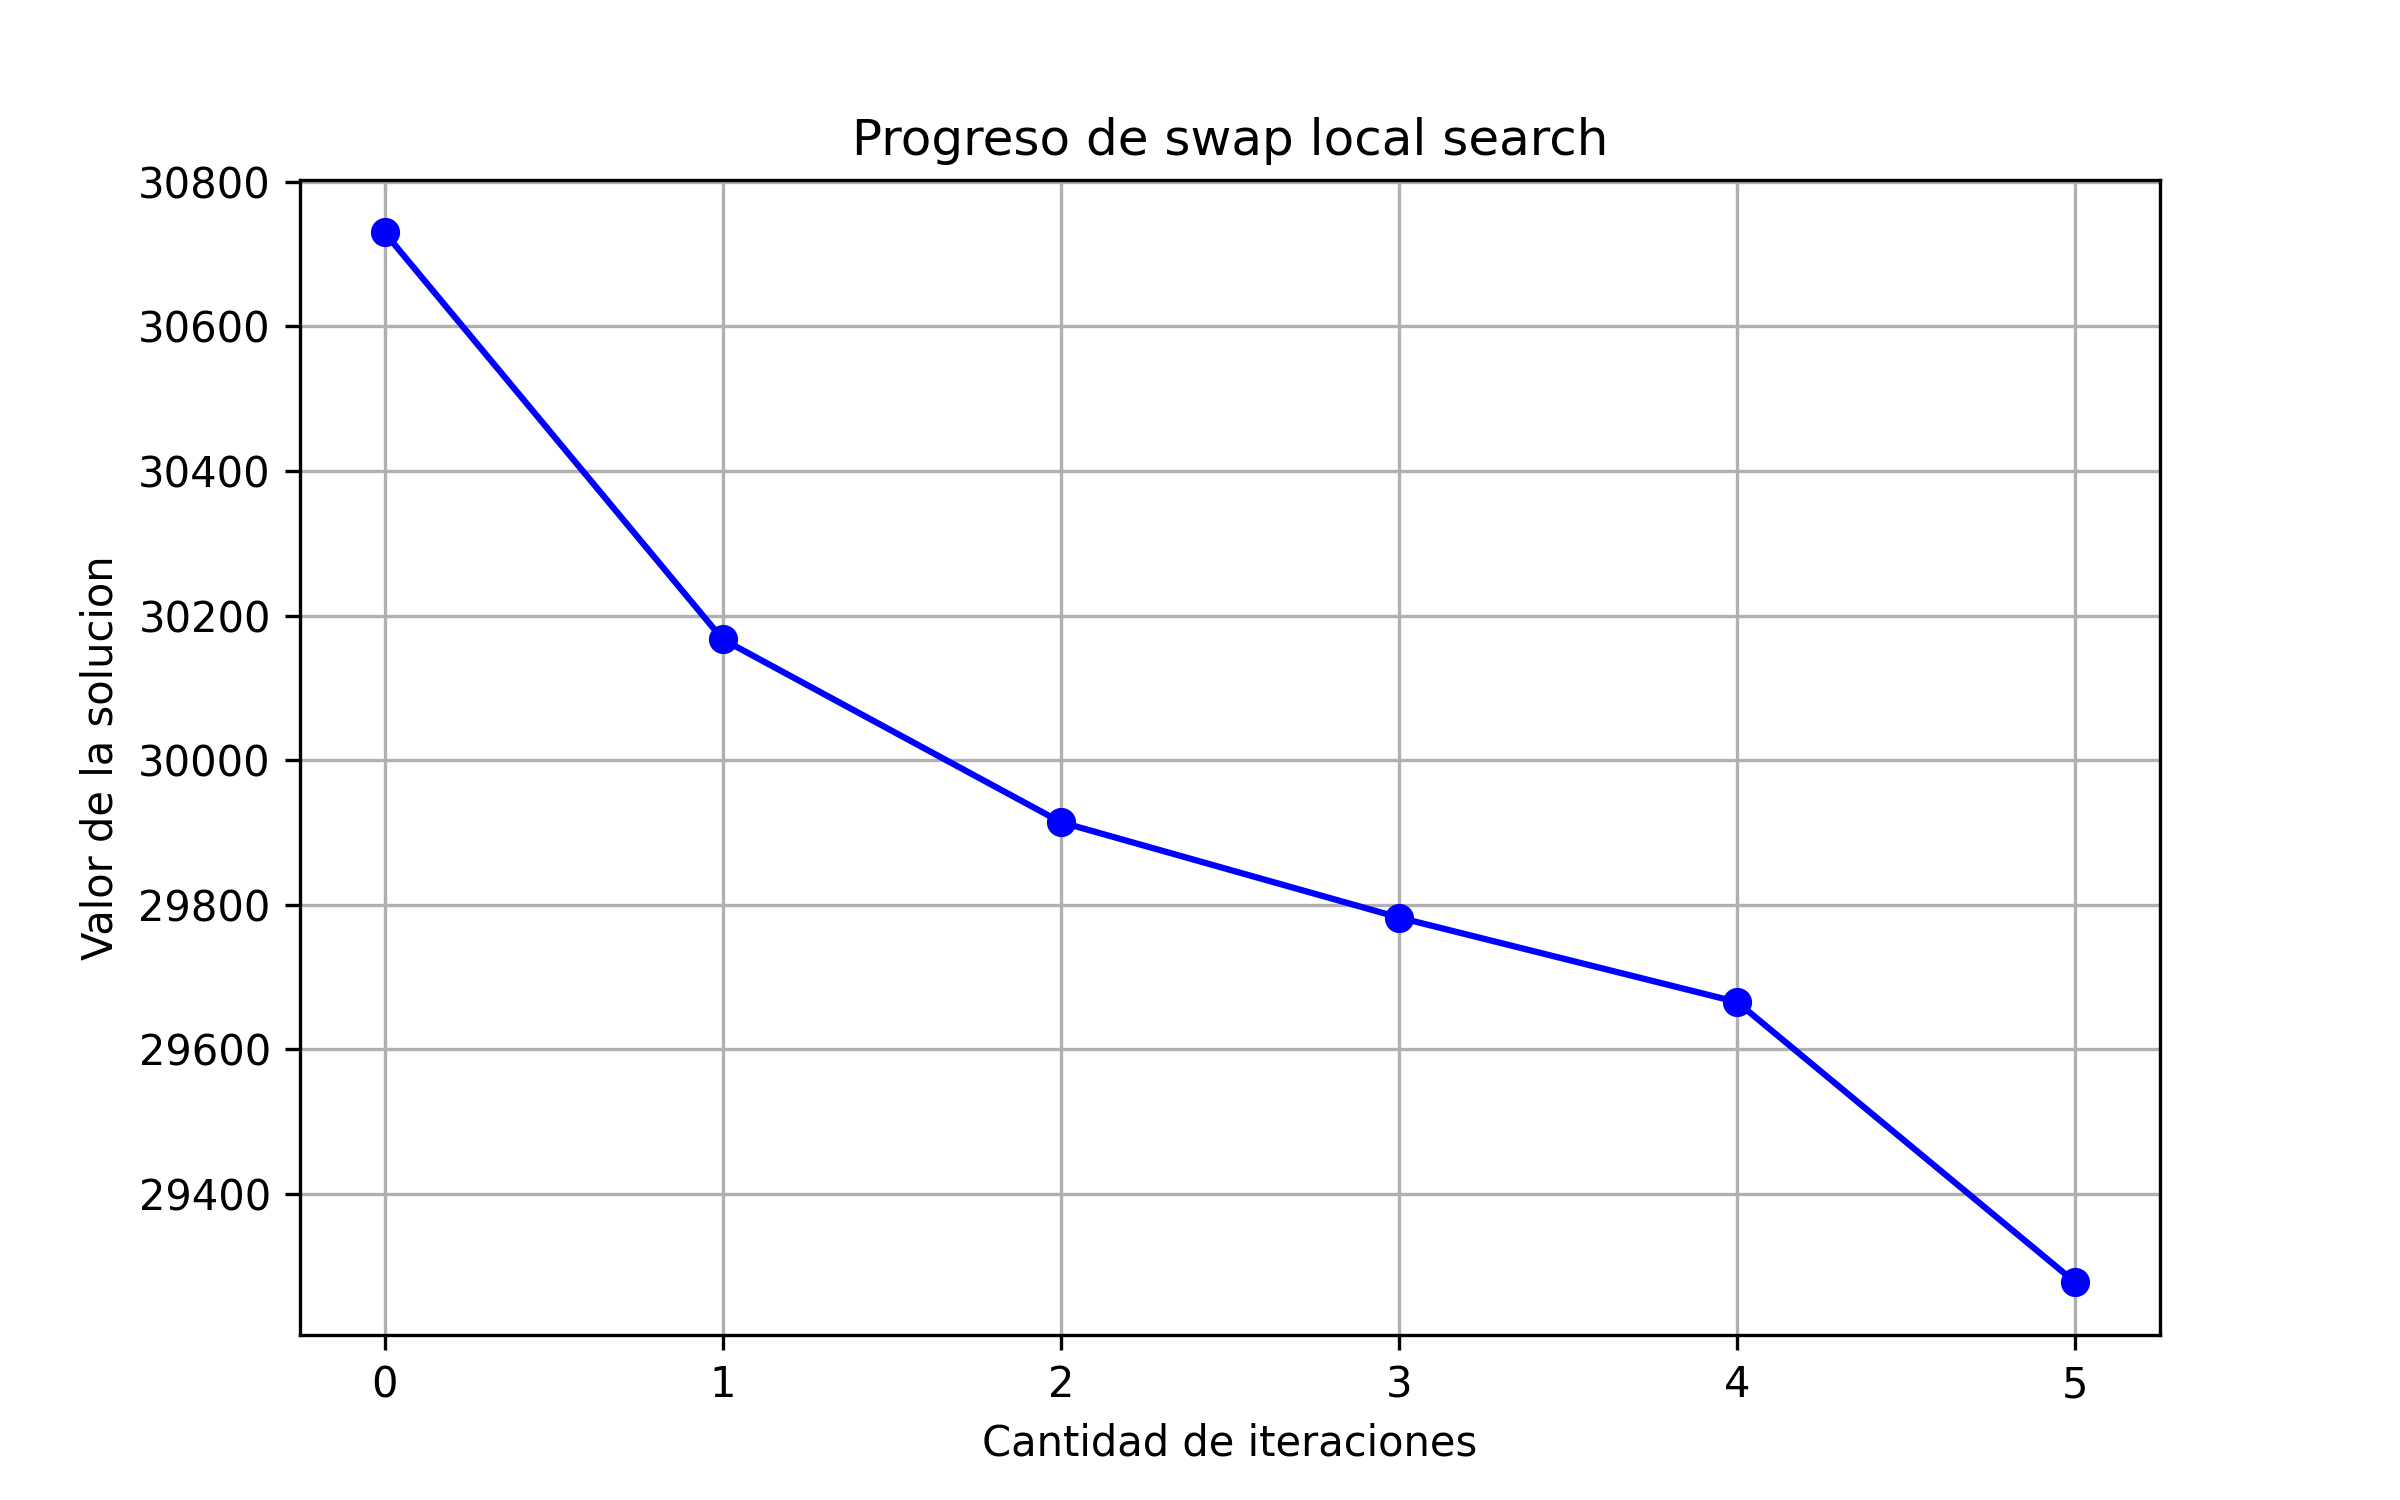 Progreso de swap local search
30800
30600
30400
30200
30000
29800
29600
29400
Valor de la solucion
0 1 2 3 4 5
Cantidad de iteraciones